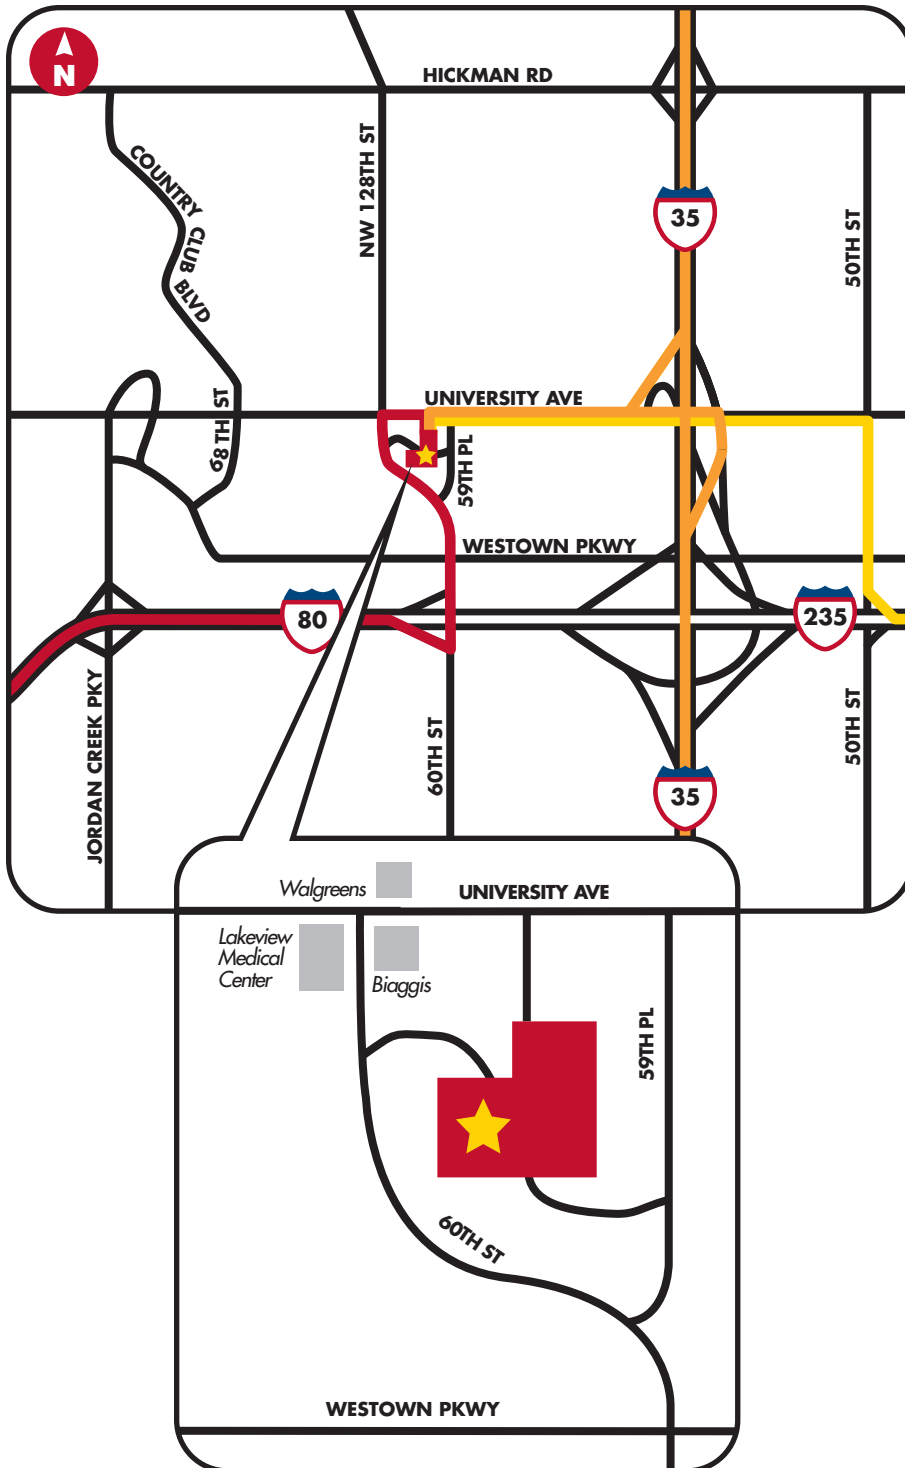 N
HICKMAN RD
COUNTRY CLUB BLVD
NW 128TH ST
35
50TH ST
UNIVERSITY AVE
68TH ST
59TH PL
WESTOWN PKWY
80
235
JORDAN CREEK PKY
60TH ST
50TH ST
35
Walgreens
UNIVERSITY AVE
Lakeview
Medical
Center
Biaggis
59TH PL
60TH ST
WESTOWN PKWY